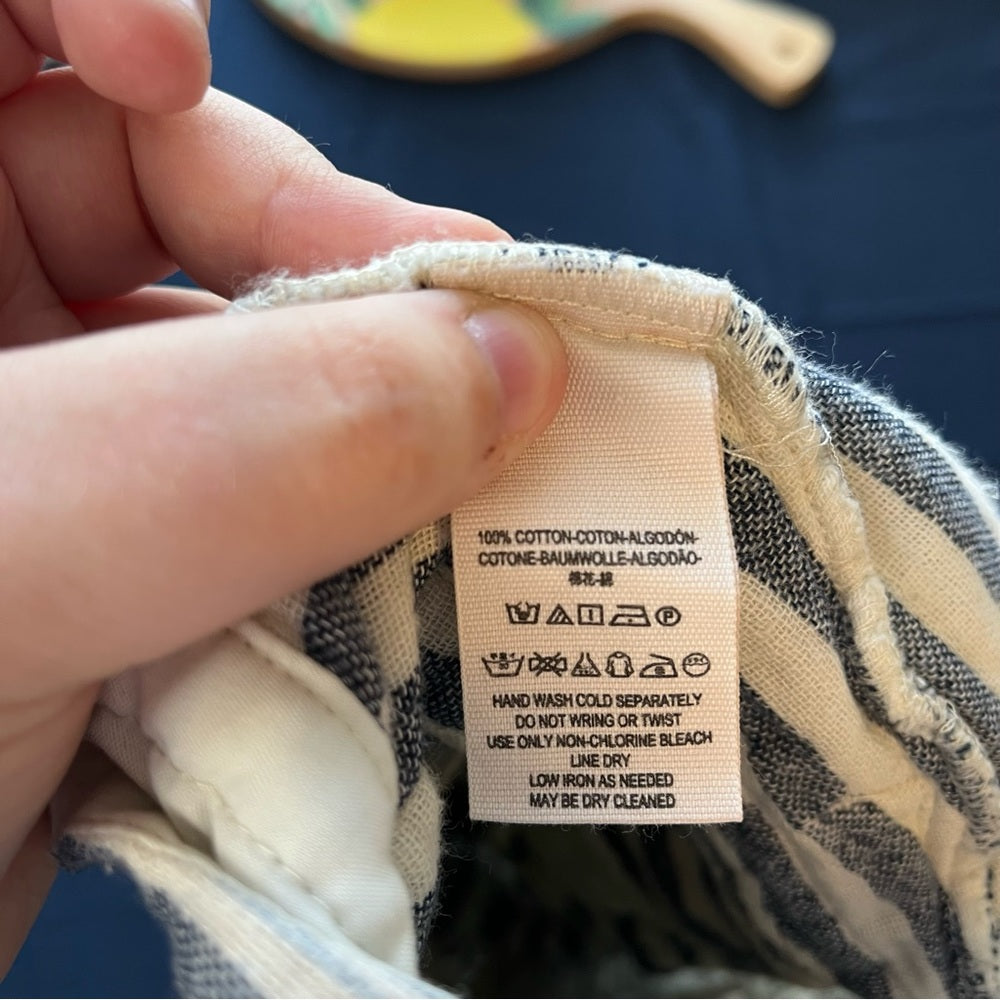 100% COTTON-COTON-ALGODÓN-
COTONE-BAUMWOLLE-ALGODÃO-
棉花-綿
P
HAND WASH COLD SEPARATELY
DO NOT WRING OR TWIST
USE ONLY NON-CHLORINE BLEACH
LINE DRY
LOW IRON AS NEEDED
MAY BE DRY CLEANED